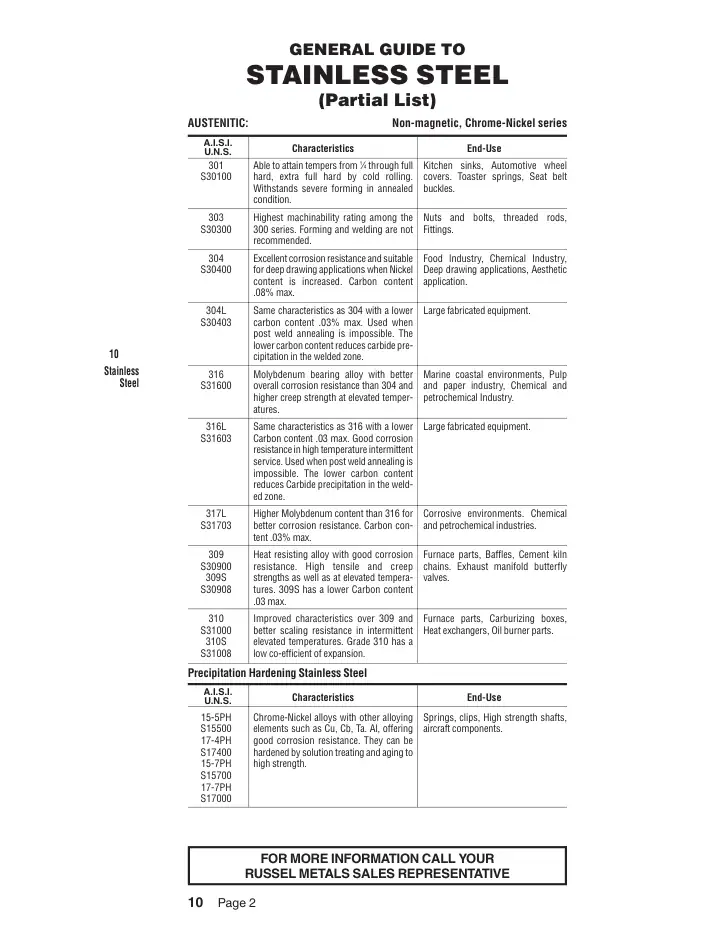 GENERAL GUIDE TO
STAINLESS STEEL
(Partial List)
AUSTENITIC: Non-magnetic, Chrome-Nickel series
A.I.S.I.
U.N.S.
Characteristics
End-Use
301
S30100
Able to attain tempers from ¼ through full
hard, extra full hard by cold rolling.
Withstands severe forming in annealed
condition.
Kitchen sinks, Automotive wheel
covers. Toaster springs, Seat belt
buckles.
303
S30300
Highest machinability rating among the
300 series. Forming and welding are not
recommended.
Nuts and bolts, threaded rods,
Fittings.
304
S30400
Excellent corrosion resistance and suitable
for deep drawing applications when Nickel
content is increased. Carbon content
.08% max.
Food Industry, Chemical Industry,
Deep drawing applications, Aesthetic
application.
304L
S30403
Same characteristics as 304 with a lower
carbon content .03% max. Used when
post weld annealing is impossible. The
lower carbon content reduces carbide pre-
cipitation in the welded zone.
Large fabricated equipment.
10
Stainless
Steel
316
S31600
Molybdenum bearing alloy with better
overall corrosion resistance than 304 and
higher creep strength at elevated temper-
atures.
Marine coastal environments, Pulp
and paper industry, Chemical and
petrochemical Industry.
316L
S31603
Same characteristics as 316 with a lower
Carbon content .03 max. Good corrosion
resistance in high temperature intermittent
service. Used when post weld annealing is
impossible. The lower carbon content
reduces Carbide precipitation in the weld-
ed zone.
Large fabricated equipment.
317L
S31703
Higher Molybdenum content than 316 for
better corrosion resistance. Carbon con-
tent .03% max.
Corrosive environments. Chemical
and petrochemical industries.
309
S30900
309S
S30908
Heat resisting alloy with good corrosion
resistance. High tensile and creep
strengths as well as at elevated tempera-
tures. 309S has a lower Carbon content
.03 max.
Furnace parts, Baffles, Cement kiln
chains. Exhaust manifold butterfly
valves.
310
S31000
310S
S31008
Improved characteristics over 309 and
better scaling resistance in intermittent
elevated temperatures. Grade 310 has a
low co-efficient of expansion.
Furnace parts, Carburizing boxes,
Heat exchangers, Oil burner parts.
Precipitation Hardening Stainless Steel
A.I.S.I.
U.N.S.
Characteristics
End-Use
15-5PH
S15500
17-4PH
S17400
15-7PH
S15700
17-7PH
S17000
Chrome-Nickel alloys with other alloying
elements such as Cu, Cb, Ta. Al, offering
good corrosion resistance. They can be
hardened by solution treating and aging to
high strength.
Springs, clips, High strength shafts,
aircraft components.
FOR MORE INFORMATION CALL YOUR
RUSSEL METALS SALES REPRESENTATIVE
10 Page 2